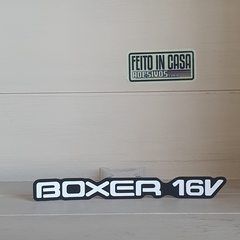 FEITO IN CASA
ADESIVOS
BOXER 16V